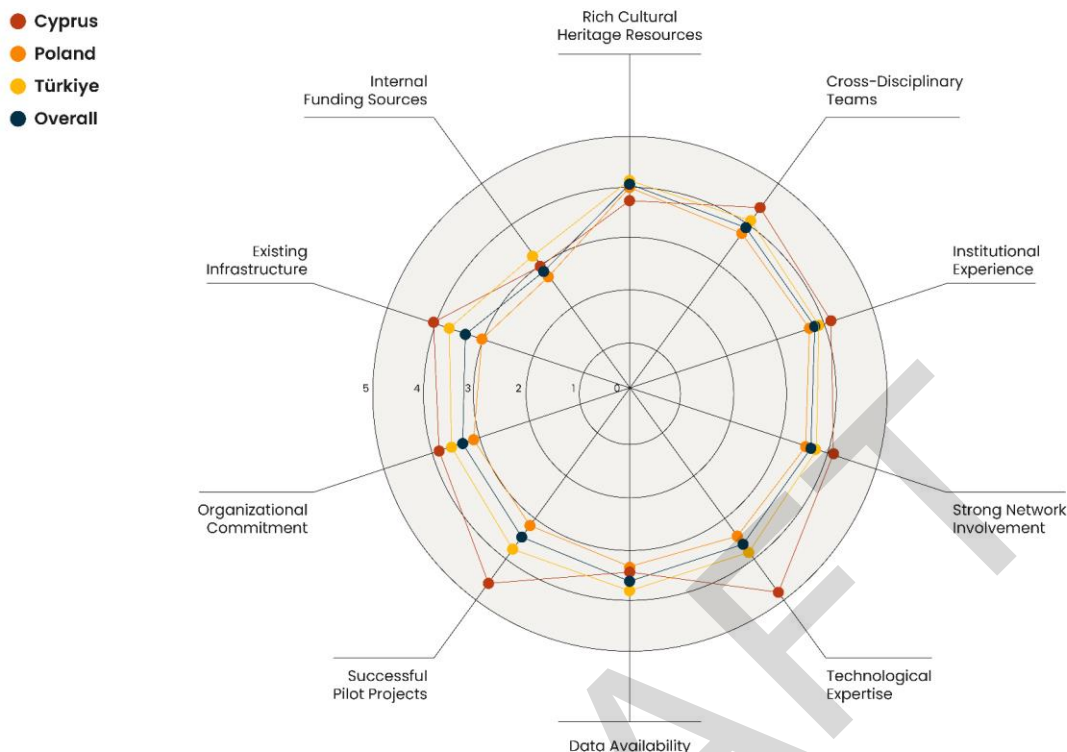 Cyprus
Poland
Türkiye
Overall
Rich Cultural
Heritage Resources
Cross-Disciplinary
Teams
Institutional
Experience
Strong Network
Involvement
Technological
Expertise
Data Availability
Successful
Pilot Projects
Organizational
Commitment
Existing
Infrastructure
Internal
Funding Sources
5
4
3
2
1
0
AFT